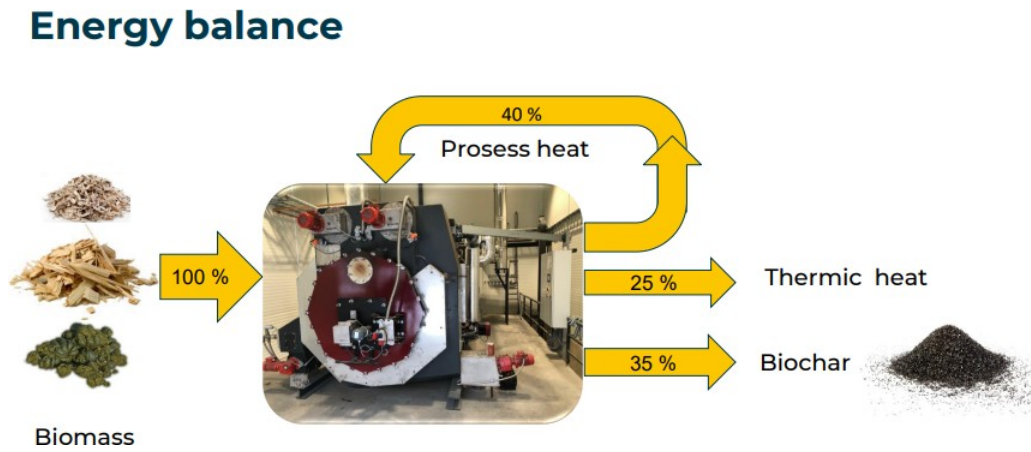 Energy balance
40 %
Prosess heat
100 %
25 %
Thermic heat
35 %
Biochar
Biomass